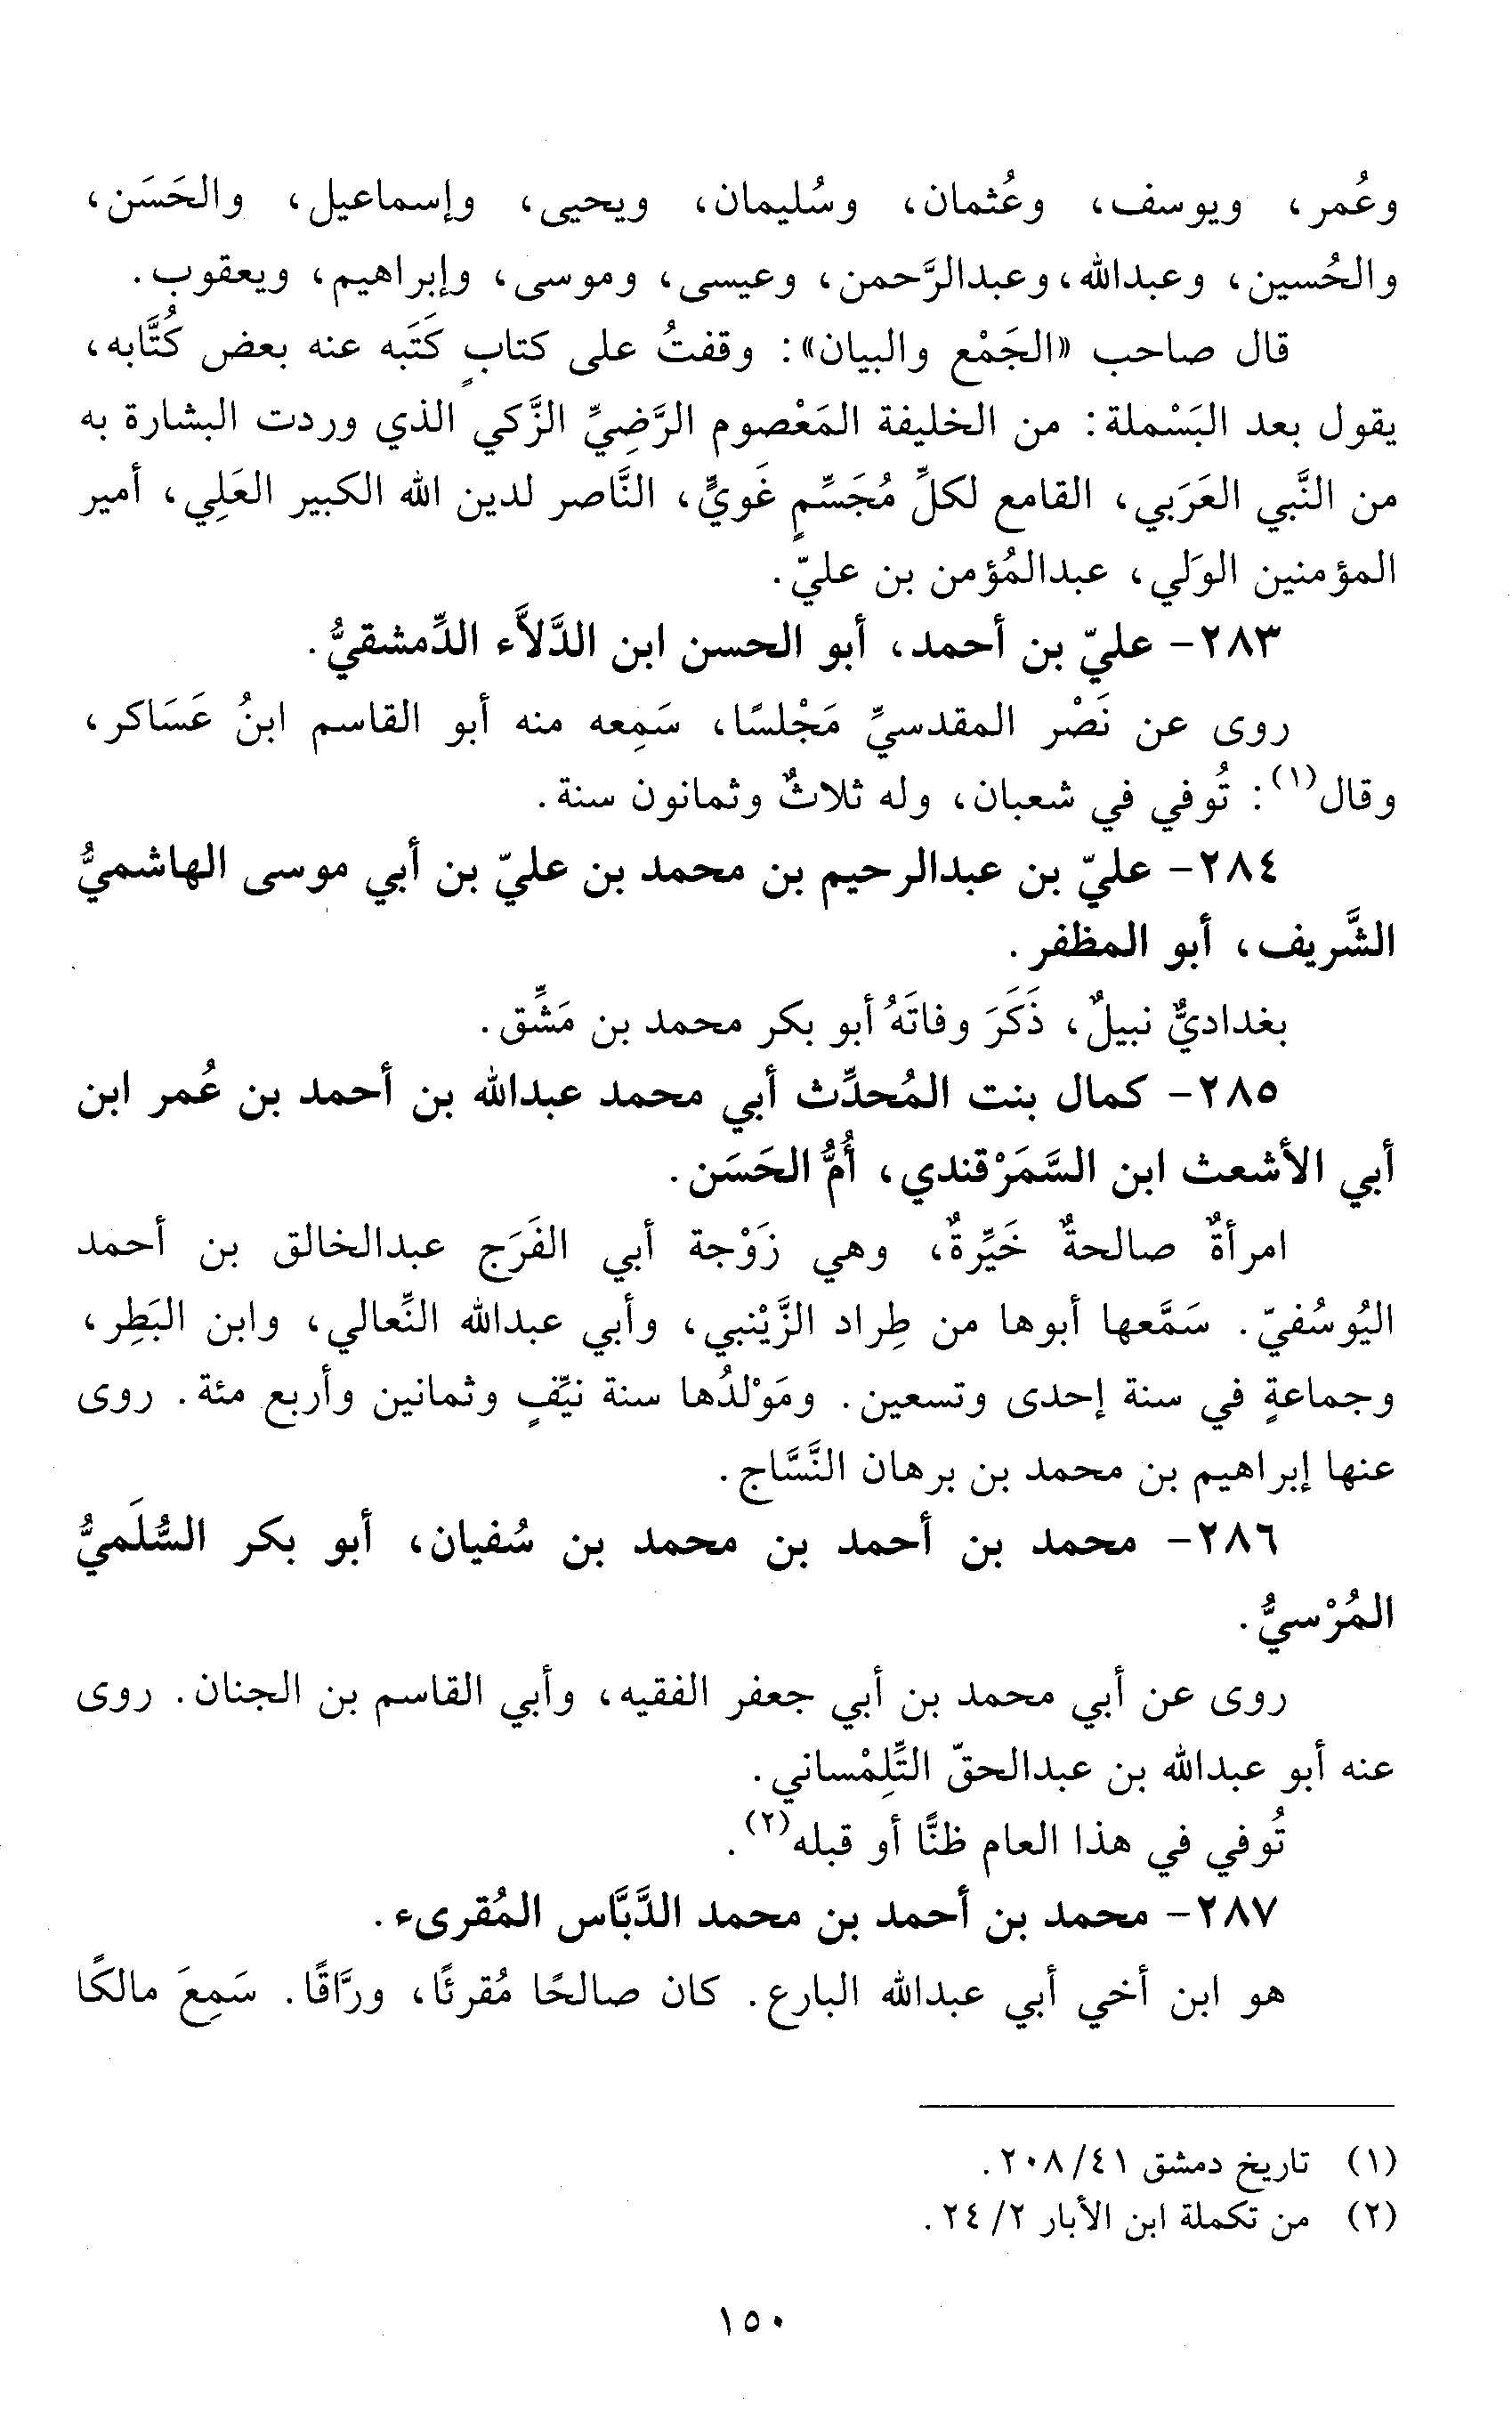 وعُمر، ويوسف، وعُثمان، وسُليمان، ويحيى، وإسماعيل، والحَسَن،
والحُسين، وعبدالله، وعبدالرَّحمن، وعيسى، وموسى، وإبراهيم، ويعقوب.
قال صاحب «الجَمْع والبيان»: وقفتُ على كتابٍ كَتَبه عنه بعض كُتَّابه،
يقول بعد البَسْملة: من الخليفة المَعْصوم الرَّضِيِّ الزَّكي الذي وردت البشارة به
من النَّبي العَرَبي، القامع لكلِّ مُجَسِّمٍ غَويٍّ، النَّاصر لدين الله الكبير العَلِي، أمير
المؤمنين الوَلي، عبدالمُؤمن بن عليّ.
٢٨٣- عليّ بن أحمد، أبو الحسن ابن الدَّلاَّء الدِّمشقيُّ.
روى عن نَصْر المقدسيِّ مَجْلسًا، سَمِعه منه أبو القاسم ابنُ عَسَاكر،
وقال(١): تُوفي في شعبان، وله ثلاثٌ وثمانون سنة.
٢٨٤- عليّ بن عبدالرحيم بن محمد بن عليّ بن أبي موسى الهاشميُّ
الشَّريف، أبو المظفر.
بغداديٌّ نبيلٌ، ذَكَرَ وفاتَهُ أبو بكر محمد بن مَشِّق.
٢٨٥- كمال بنت المُحدِّث أبي محمد عبدالله بن أحمد بن عُمر ابن
أبي الأشعث ابن السَّمَرْقندي، أُمُّ الحَسَن.
امرأةٌ صالحةٌ خَيِّرةٌ، وهي زَوْجة أبي الفَرَج عبدالخالق بن أحمد
اليُوسُفيّ. سَمَّعها أبوها من طِراد الزَّيْنبي، وأبي عبدالله النِّعالي، وابن البَطِر،
وجماعةٍ في سنة إحدى وتسعين. ومَوْلدُها سنة نيِّفٍ وثمانين وأربع مئة. روى
عنها إبراهيم بن محمد بن برهان النَّسَّاج.
٢٨٦- محمد بن أحمد بن محمد بن سُفيان، أبو بكر السُّلَميُّ
المُرْسيُّ.
روى عن أبي محمد بن أبي جعفر الفقيه، وأبي القاسم بن الجنان. روى
عنه أبو عبدالله بن عبدالحقّ التِّلِمْساني.
تُوفي في هذا العام ظنًّا أو قبله(٢).
٢٨٧- محمد بن أحمد بن محمد الدَّبَّاس المُقرىء.
هو ابن أخي أبي عبدالله البارع. كان صالحًا مُقرئًا، ورَّاقًا. سَمِعَ مالكًا
(١) تاريخ دمشق ٤١/ ٢٠٨.
(٢) من تكملة ابن الأبار ٢/ ٢٤.
١٥٠